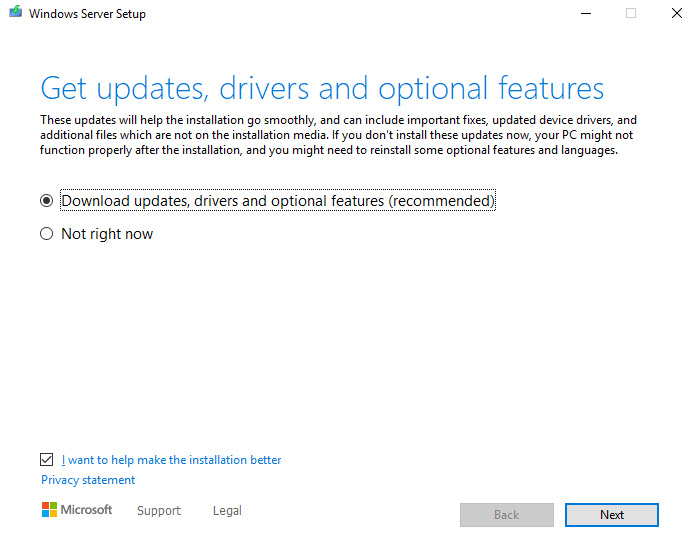 Windows Server Setup
Get updates, drivers and optional features
These updates will help the installation go smoothly, and can include important fixes, updated device drivers, and
additional files which are not on the installation media. If you don't install these updates now, your PC might not
function properly after the installation, and you might need to reinstall some optional features and languages.
Download updates, drivers and optional features (recommended)
Not right now
I want to help make the installation better
Privacy statement
Microsoft Support Legal Back Next